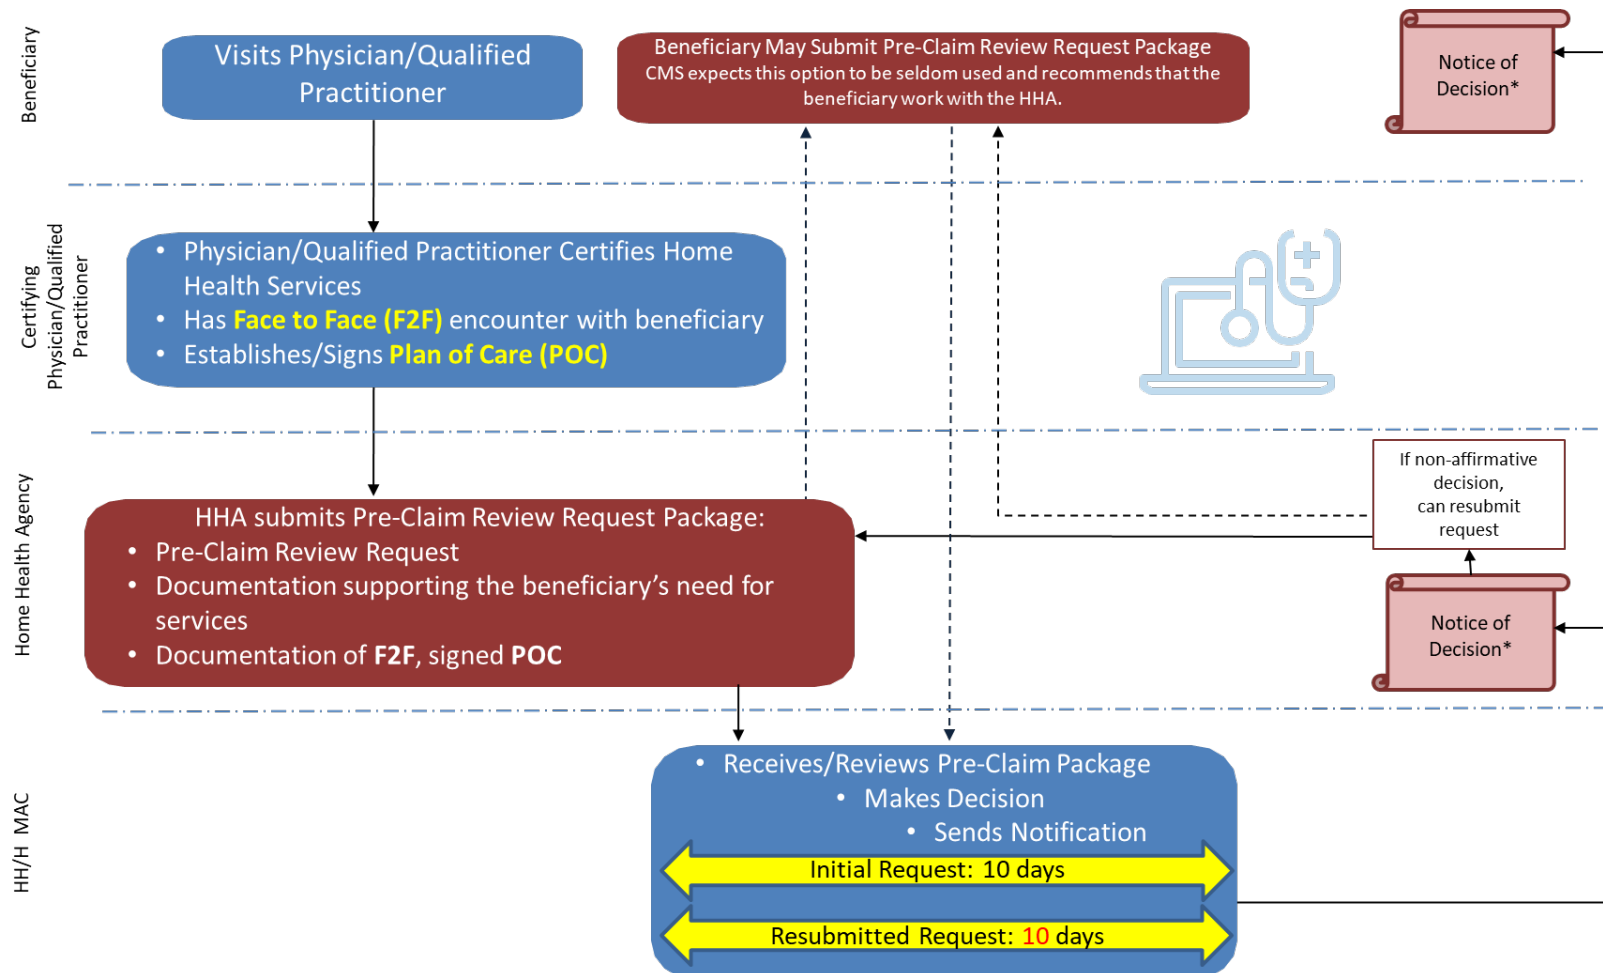 Beneficiary
Visits Physician/Qualified
Practitioner
Beneficiary May Submit Pre-Claim Review Request Package
CMS expects this option to be seldom used and recommends that the
beneficiary work with the HHA.
Notice of
Decision*
Certifying
Physician/Qualified
Practitioner
• Physician/Qualified Practitioner Certifies Home
Health Services
• Has Face to Face (F2F) encounter with beneficiary
• Establishes/Signs Plan of Care (POC)
Home Health Agency
HHA submits Pre-Claim Review Request Package:
• Pre-Claim Review Request
• Documentation supporting the beneficiary’s need for
services
• Documentation of F2F, signed POC
If non-affirmative
decision,
can resubmit
request
Notice of
Decision*
HH/H MAC
• Receives/Reviews Pre-Claim Package
• Makes Decision
• Sends Notification
Initial Request: 10 days
Resubmitted Request: 10 days